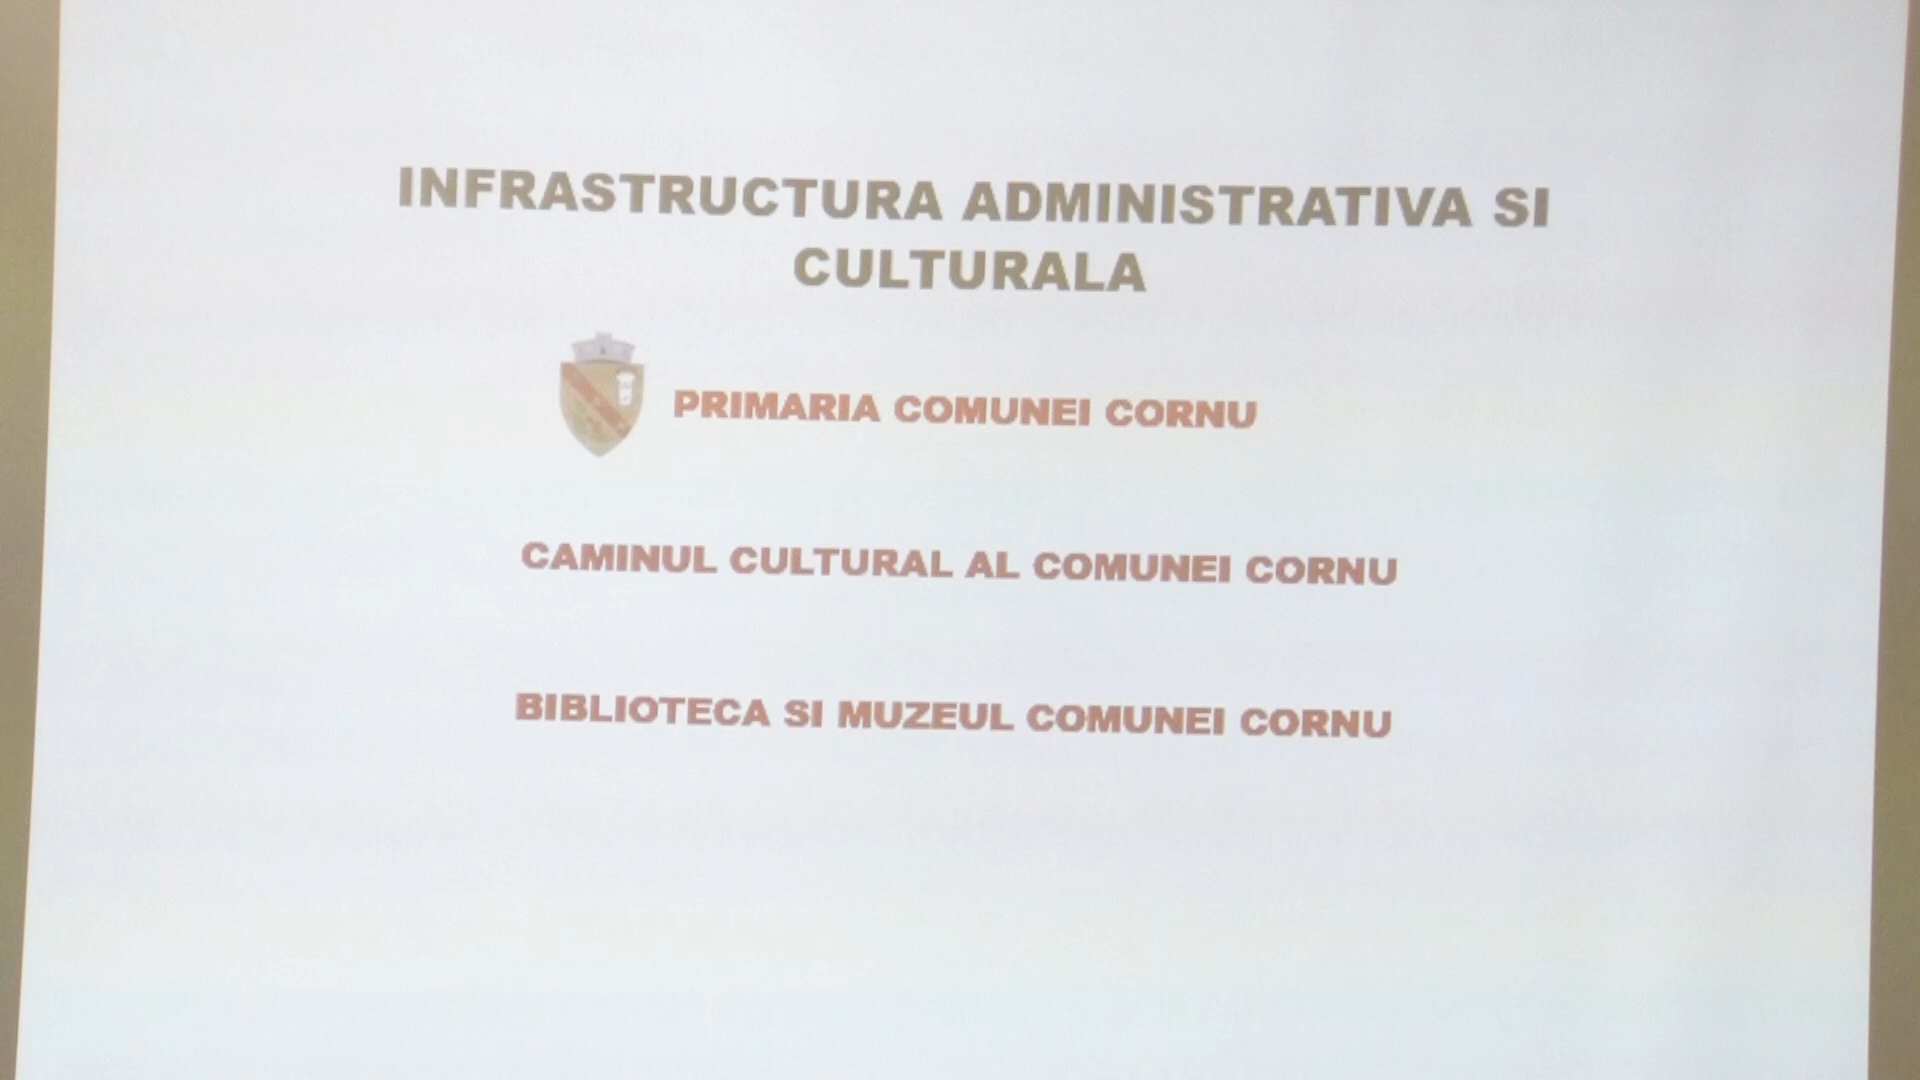 INFRASTRUCTURA ADMINISTRATIVA SI
CULTURALA
PRIMARIA COMUNEI CORNU
CAMINUL CULTURAL AL COMUNEI CORNU
BIBLIOTECA SI MUZEUL COMUNEI CORNU